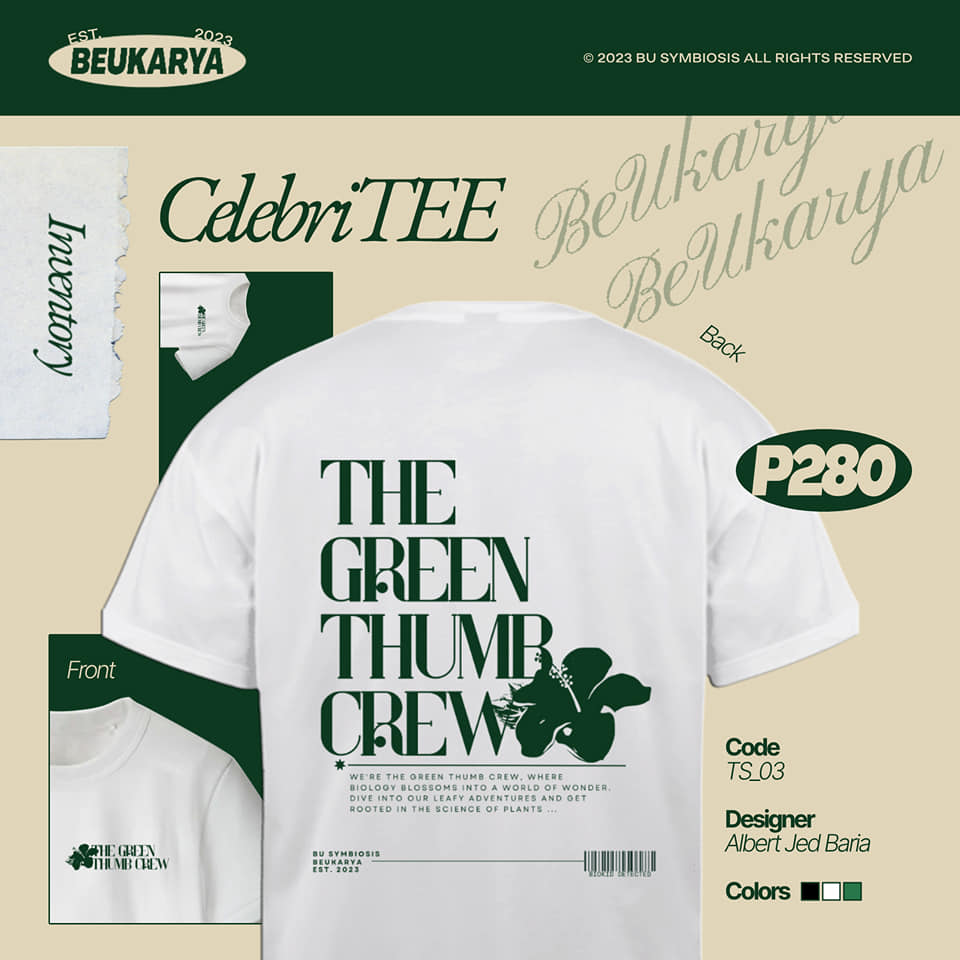 EST. 2023
BEUKARYA
© 2023 BU SYMBIOSIS ALL RIGHTS RESERVED
Inventory
CelebriTEE
BeUkarya
BeUkarya
Back
P280
THE
GREEN
THUMB
CREW
WE'RE THE GREEN THUMB CREW, WHERE
BIOLOGY BLOSSOMS INTO A WORLD OF WONDER.
DIVE INTO OUR LEAFY ADVENTURES AND GET
ROOTED IN THE SCIENCE OF PLANTS ...
BU SYMBIOSIS
BEUKARYA
EST. 2023
BIOKID DETECTED
Front
THE GREEN
THUMB CREW
Code
TS_03
Designer
Albert Jed Baria
Colors